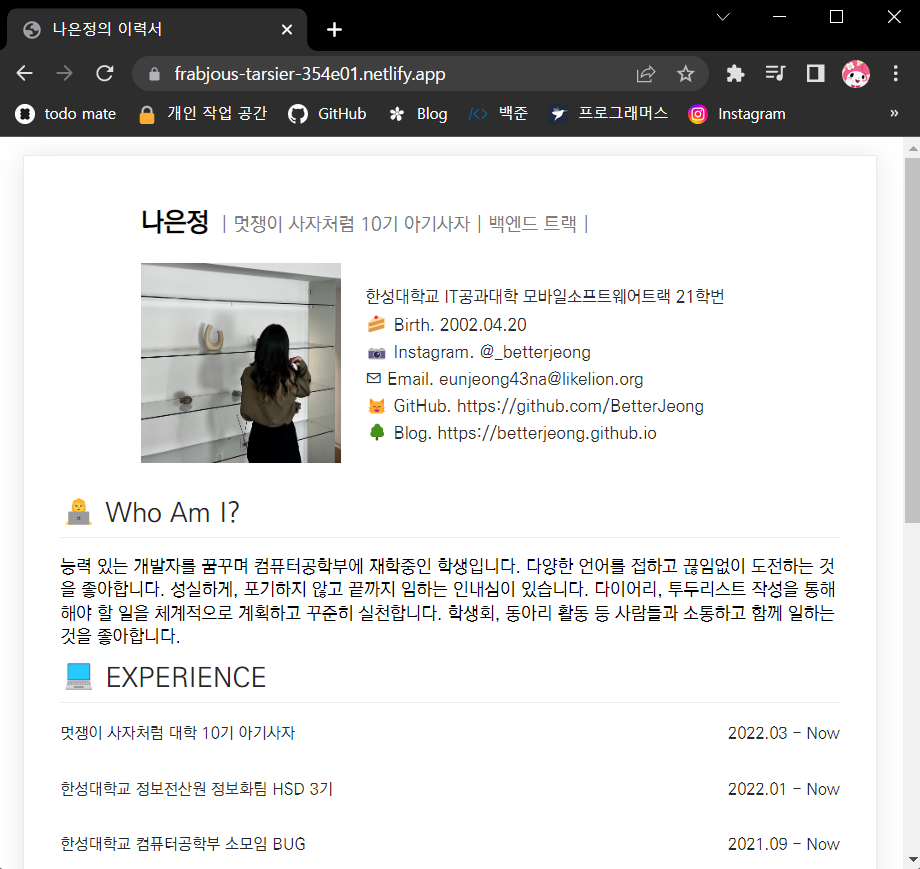 나은정의 이력서
frabjous-tarsier-354e01.netlify.app
todo mate 개인 작업 공간 GitHub Blog 백준 프로그래머스 Instagram »
나은정 | 멋쟁이 사자처럼 10기 아기사자 | 백엔드 트랙 |
한성대학교 IT공과대학 모바일소프트웨어트랙 21학번
Birth. 2002.04.20
Instagram. @_betterjeong
Email. eunjeong43na@likelion.org
GitHub. https://github.com/BetterJeong
Blog. https://betterjeong.github.io
Who Am I?
능력 있는 개발자를 꿈꾸며 컴퓨터공학부에 재학중인 학생입니다. 다양한 언어를 접하고 끊임없이 도전하는 것
을 좋아합니다. 성실하게, 포기하지 않고 끝까지 임하는 인내심이 있습니다. 다이어리, 투두리스트 작성을 통해
해야 할 일을 체계적으로 계획하고 꾸준히 실천합니다. 학생회, 동아리 활동 등 사람들과 소통하고 함께 일하는
것을 좋아합니다.
EXPERIENCE
멋쟁이 사자처럼 대학 10기 아기사자 2022.03 - Now
한성대학교 정보전산원 정보화팀 HSD 3기 2022.01 - Now
한성대학교 컴퓨터공학부 소모임 BUG 2021.09 - Now